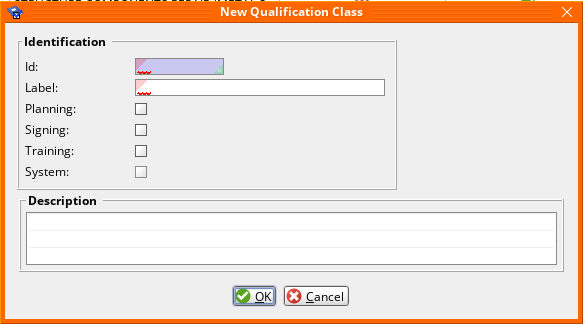 New Qualification Class
Identification
Id:
Label:
Planning:
Signing:
Training:
System:
Description
OK
Cancel